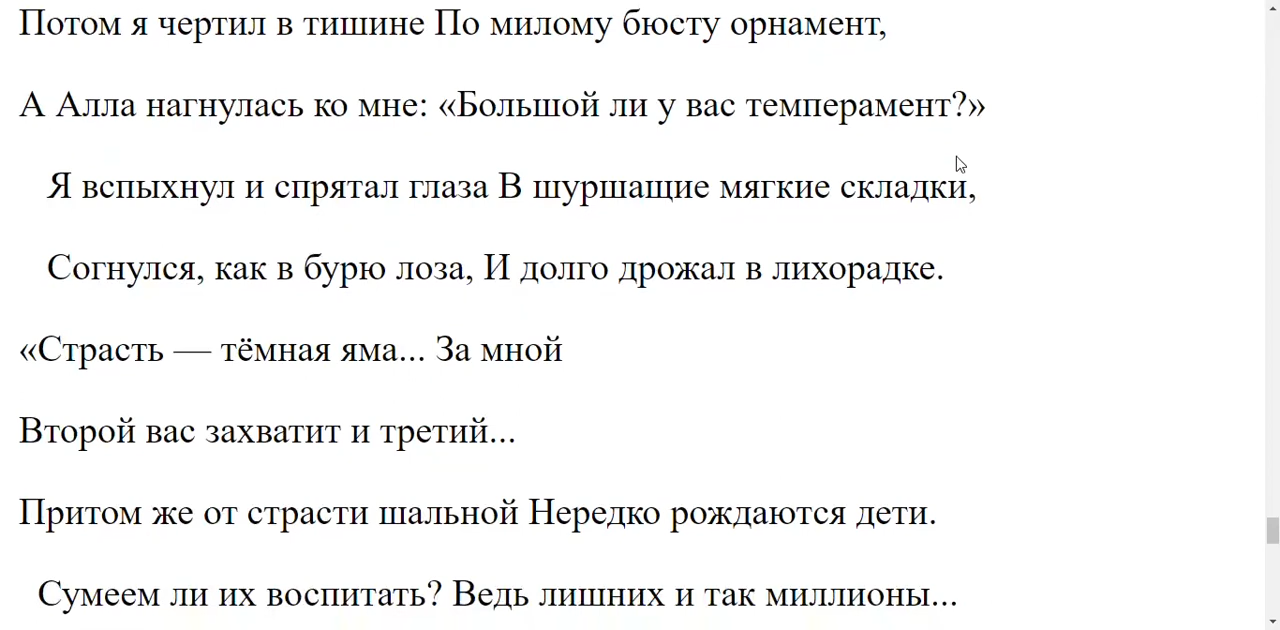 Потом я чертил в тишине По милому бюсту орнамент,
А Алла нагнулась ко мне: «Большой ли у вас темперамент?»
Я вспыхнул и спрятал глаза В шуршащие мягкие складки,
Согнулся, как в бурю лоза, И долго дрожал в лихорадке.
«Страсть — тёмная яма... За мной
Второй вас захватит и третий...
Притом же от страсти шальной Нередко рождаются дети.
Сумеем ли их воспитать? Ведь лишних и так миллионы...